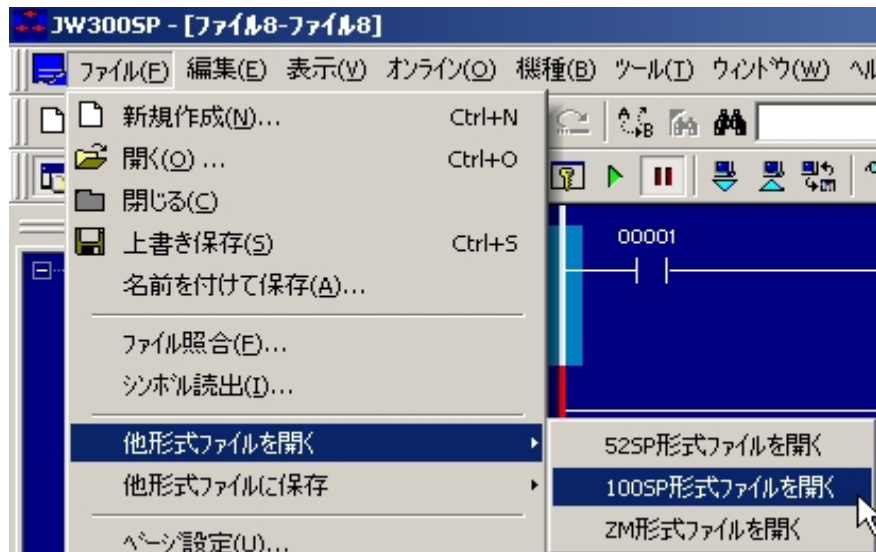 JW300SP - [ファイル8-ファイル8]
ファイル(F) 編集(E) 表示(V) オンライン(O) 機種(B) ツール(T) ウィンドウ(W)
新規作成(N)... Ctrl+N
開く(O) ... Ctrl+O
閉じる(C)
上書き保存(S) Ctrl+S
00001
名前を付けて保存(A)...
ファイル照合(F)...
シンボル読出(I)...
他形式ファイルを開く
52SP形式ファイルを開く
他形式ファイルに保存
100SP形式ファイルを開く
ページ設定(U)...
ZM形式ファイルを開く